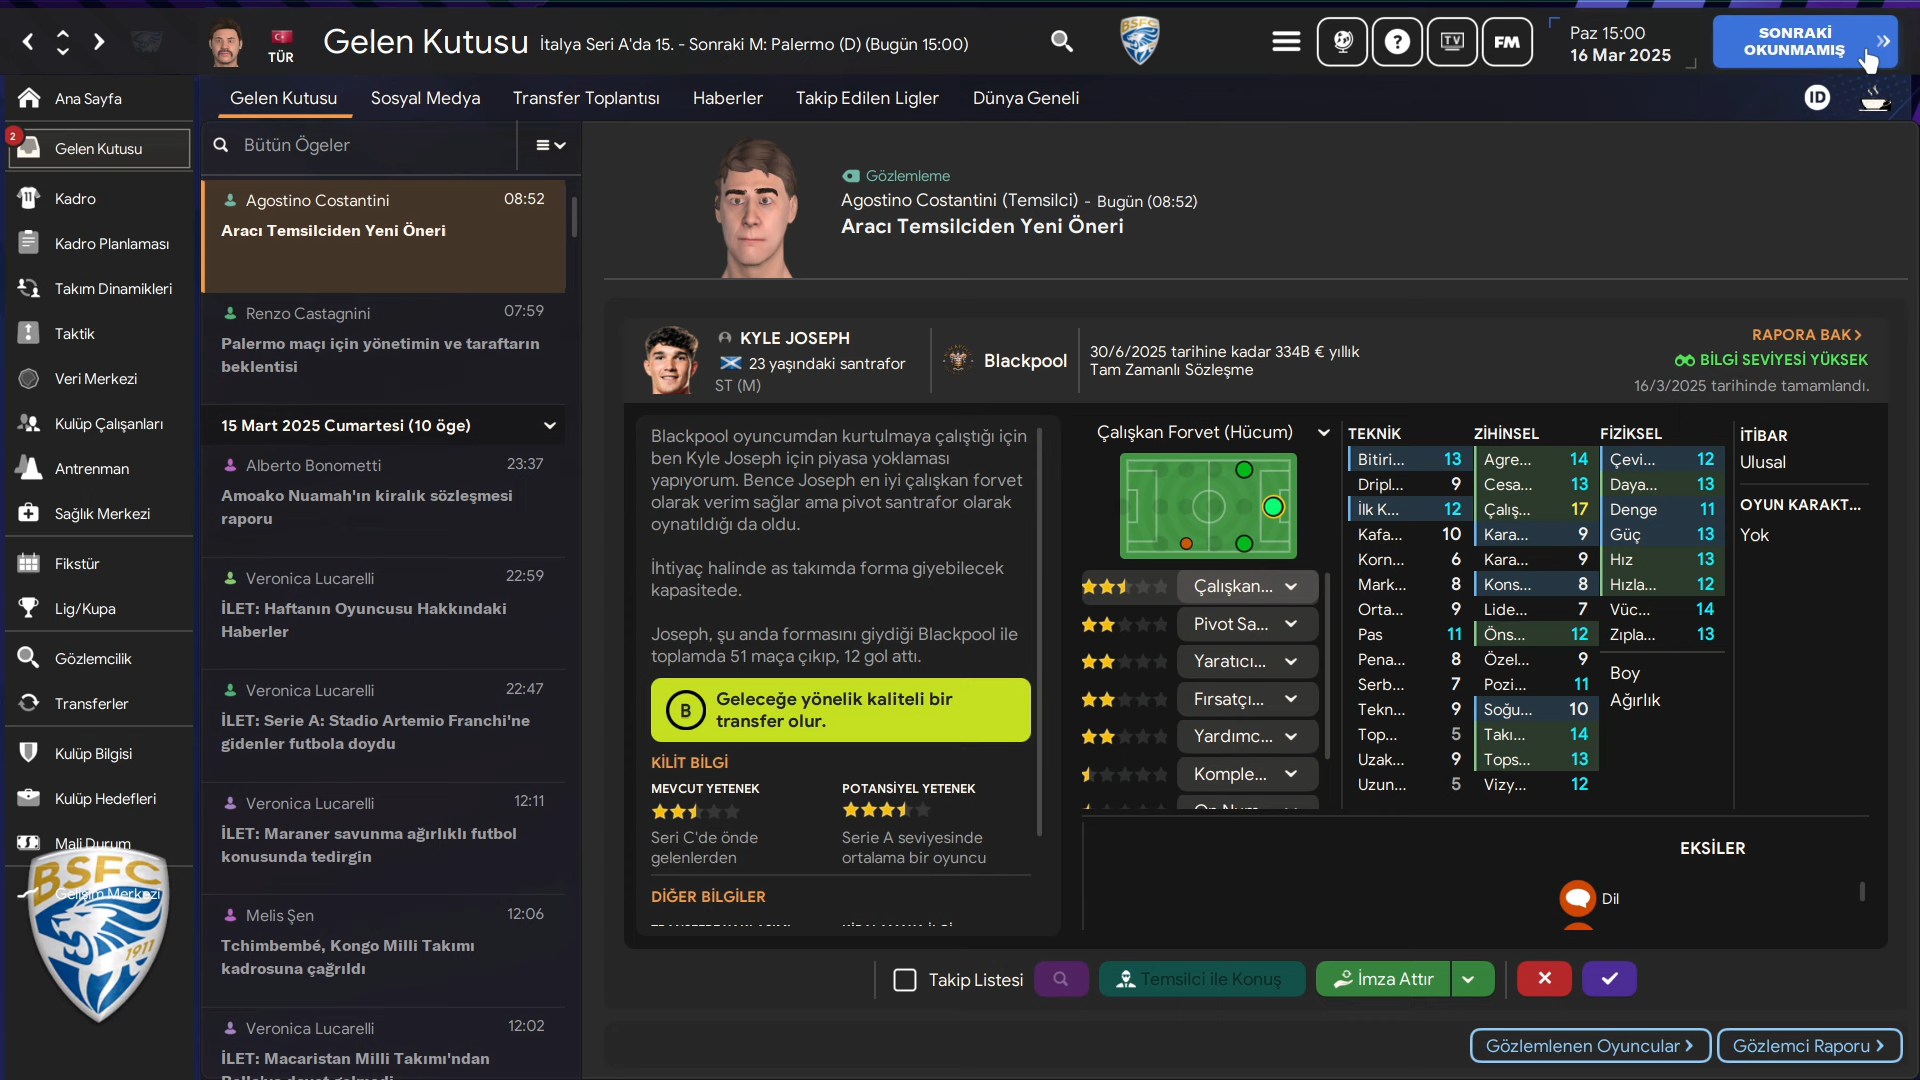 TÜR
Gelen Kutusu
İtalya Seri A'da 15. - Sonraki M: Palermo (D) (Bugün 15:00)
BSFC
TV
FM
Paz 15:00
16 Mar 2025
SONRAKİ
OKUNMAMIŞ
Ana Sayfa
2
Gelen Kutusu
Kadro
Kadro Planlaması
Takım Dinamikleri
Taktik
Veri Merkezi
Kulüp Çalışanları
Antrenman
Sağlık Merkezi
Fikstür
Lig/Kupa
Gözlemcilik
Transferler
Kulüp Bilgisi
Kulüp Hedefleri
Mali Durum
Gelişim Merkezi
BSFC
1911
Gelen Kutusu
Sosyal Medya
Transfer Toplantısı
Haberler
Takip Edilen Ligler
Dünya Geneli
ID
Bütün Ögeler
Agostino Costantini 08:52
Aracı Temsilciden Yeni Öneri
Renzo Castagnini 07:59
Palermo maçı için yönetimin ve taraftarın
beklentisi
15 Mart 2025 Cumartesi (10 öge)
Alberto Bonometti 23:37
Amoako Nuamah'ın kiralık sözleşmesi
raporu
Veronica Lucarelli 22:59
İLET: Haftanın Oyuncusu Hakkındaki
Haberler
Veronica Lucarelli 22:47
İLET: Serie A: Stadio Artemio Franchi'ne
gidenler futbola doydu
Veronica Lucarelli 12:11
İLET: Maraner savunma ağırlıklı futbol
konusunda tedirgin
Melis Şen 12:06
Tchimbembé, Kongo Milli Takımı
kadrosuna çağrıldı
Veronica Lucarelli 12:02
İLET: Macaristan Milli Takımı'ndan
Gözlemleme
Agostino Costantini (Temsilci) - Bugün (08:52)
Aracı Temsilciden Yeni Öneri
KYLE JOSEPH
23 yaşındaki santrafor
ST (M)
Blackpool
30/6/2025 tarihine kadar 334B € yıllık
Tam Zamanlı Sözleşme
RAPORA BAK
BİLGİ SEVİYESİ YÜKSEK
16/3/2025 tarihinde tamamlandı.
Blackpool oyuncumdan kurtulmaya çalıştığı için
ben Kyle Joseph için piyasa yoklaması
yapıyorum. Bence Joseph en iyi çalışkan forvet
olarak verim sağlar ama pivot santrafor olarak
oynatıldığı da oldu.
İhtiyaç halinde as takımda forma giyebilecek
kapasitede.
Joseph, şu anda formasını giydiği Blackpool ile
toplamda 51 maça çıkıp, 12 gol attı.
B
Geleceğe yönelik kaliteli bir
transfer olur.
KİLİT BİLGİ
MEVCUT YETENEK
Seri C'de önde
gelenlerden
POTANSİYEL YETENEK
Serie A seviyesinde
ortalama bir oyuncu
DİĞER BİLGİLER
Çalışkan Forvet (Hücum)
Çalışkan...
Pivot Sa...
Yaratıcı...
Fırsatçı...
Yardımc...
Komple...
TEKNİK
Bitiri... 13
Dripl... 9
İlk K... 12
Kafa... 10
Korn... 6
Mark... 8
Orta... 9
Pas 11
Pena... 8
Serb... 7
Tekn... 9
Top... 5
Uzak... 9
Uzun... 5
ZİHİNSEL
Agre... 14
Cesa... 13
Çalış... 17
Kara... 9
Kara... 9
Kons... 8
Lide... 7
Öns... 12
Özel... 9
Pozi... 11
Soğu... 10
Takı... 14
Tops... 13
Vizy... 12
FİZİKSEL
Çevi... 12
Daya... 13
Denge 11
Güç 13
Hız 13
Hızla... 12
Vüc... 14
Zıpla... 13
Boy
Ağırlık
İTİBAR
Ulusal
OYUN KARAKT...
Yok
EKSİLER
Dil
Takip Listesi
Temsilci ile Konuş
İmza Attır
Gözlemlenen Oyuncular
Gözlemci Raporu